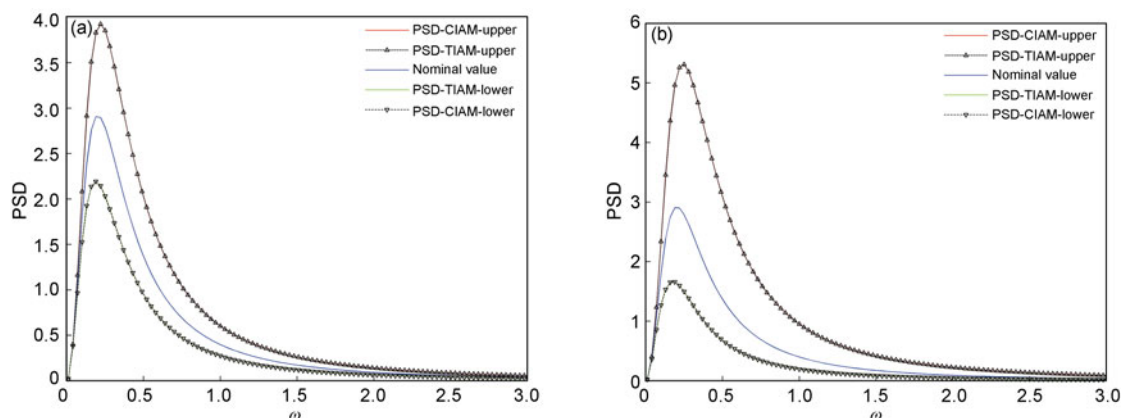 (a)
PSD-CIAM-upper
PSD-TIAM-upper
Nominal value
PSD-TIAM-lower
PSD-CIAM-lower
PSD
4.0
3.5
3.0
2.5
2.0
1.5
1.0
0.5
0
0 0.5 1.0 1.5 2.0 2.5 3.0
ω
(b)
PSD-CIAM-upper
PSD-TIAM-upper
Nominal value
PSD-TIAM-lower
PSD-CIAM-lower
PSD
6
5
4
3
2
1
0
0 0.5 1.0 1.5 2.0 2.5 3.0
ω